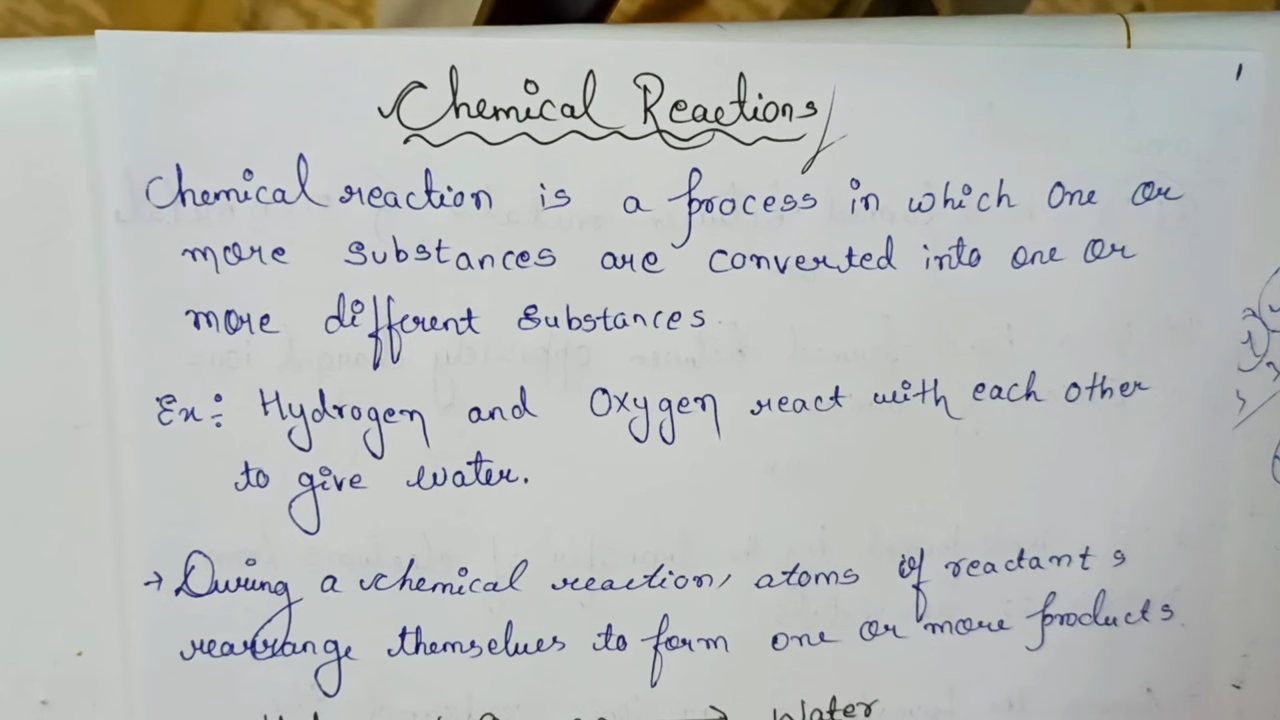 Chemical Reactions
Chemical reaction is a process in which one or
more substances are converted into one or
more different substances.
Ex: Hydrogen and Oxygen react with each other
to give water.
→ During a chemical reaction, atoms of reactants
rearrange themselves to form one or more products.
→ Water